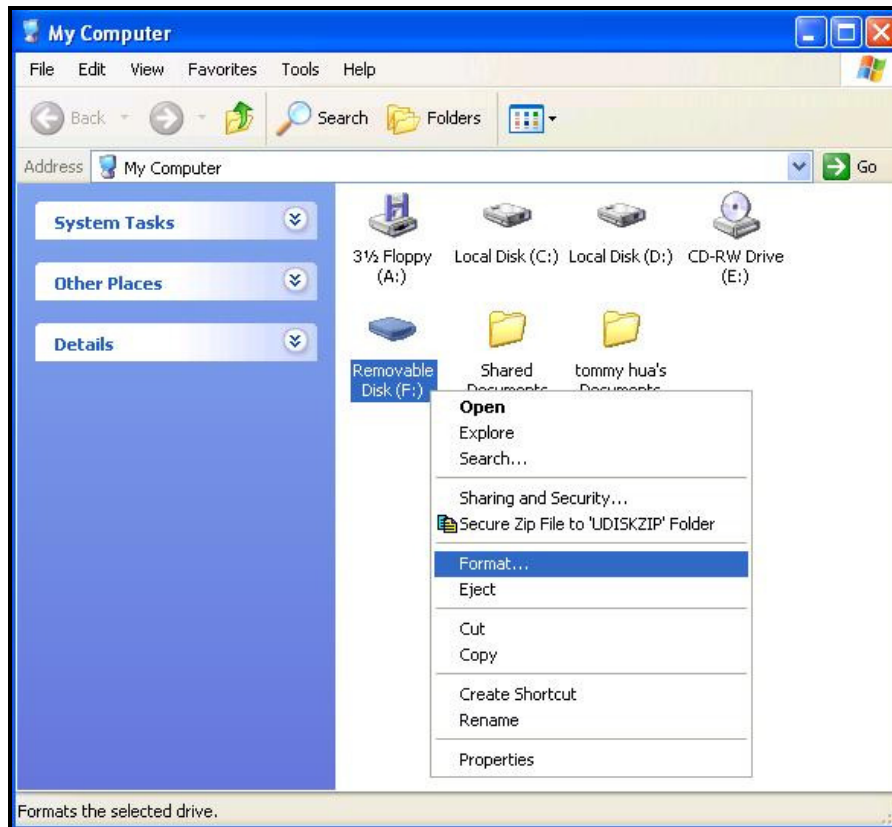 My Computer
File Edit View Favorites Tools Help
Back Search Folders
Address My Computer Go
System Tasks
Other Places
Details
3½ Floppy (A:)
Local Disk (C:)
Local Disk (D:)
CD-RW Drive (E:)
Removable Disk (F:)
Shared Documents
tommy hua's Documents
Open
Explore
Search...
Sharing and Security...
Secure Zip File to 'UDISKZIP' Folder
Format...
Eject
Cut
Copy
Create Shortcut
Rename
Properties
Formats the selected drive.